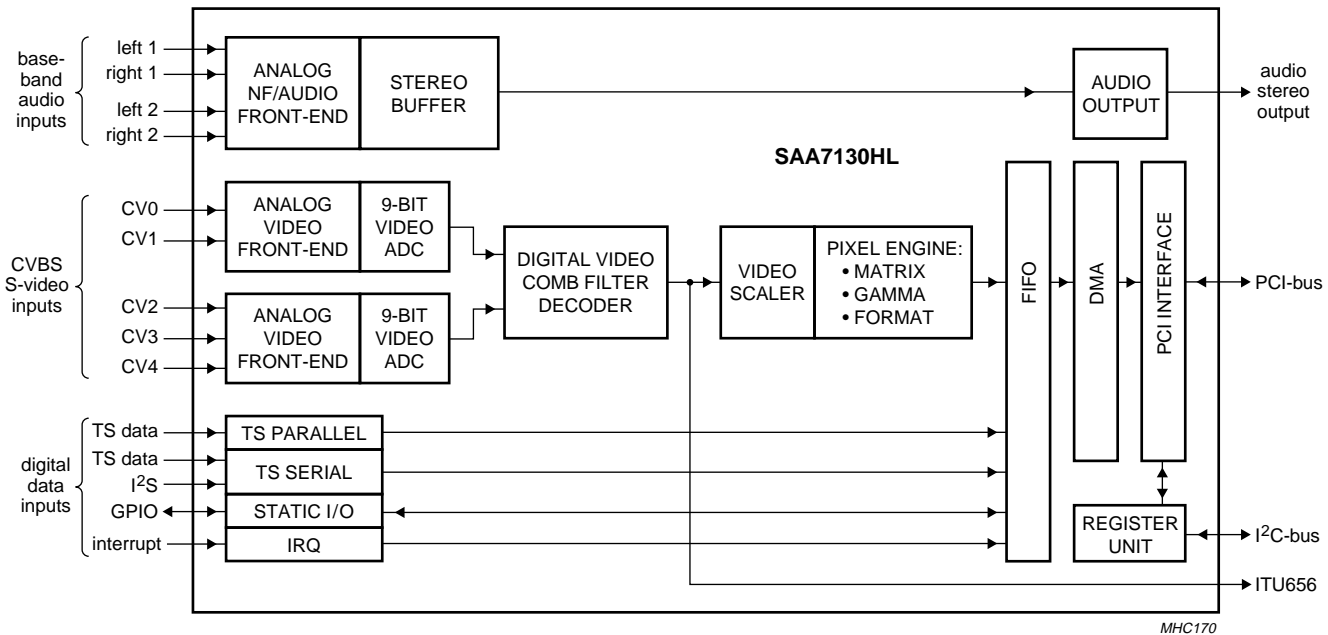 base-
band
audio
inputs
left 1
right 1
left 2
right 2
ANALOG
NF/AUDIO
FRONT-END
STEREO
BUFFER
AUDIO
OUTPUT
audio
stereo
output
SAA7130HL
CVBS
S-video
inputs
CV0
CV1
CV2
CV3
CV4
ANALOG
VIDEO
FRONT-END
9-BIT
VIDEO
ADC
ANALOG
VIDEO
FRONT-END
9-BIT
VIDEO
ADC
DIGITAL VIDEO
COMB FILTER
DECODER
VIDEO
SCALER
PIXEL ENGINE:
• MATRIX
• GAMMA
• FORMAT
FIFO
DMA
PCI INTERFACE
PCI-bus
digital
data
inputs
TS data
TS data
I2S
GPIO
interrupt
TS PARALLEL
TS SERIAL
STATIC I/O
IRQ
REGISTER
UNIT
I2C-bus
ITU656
MHC170